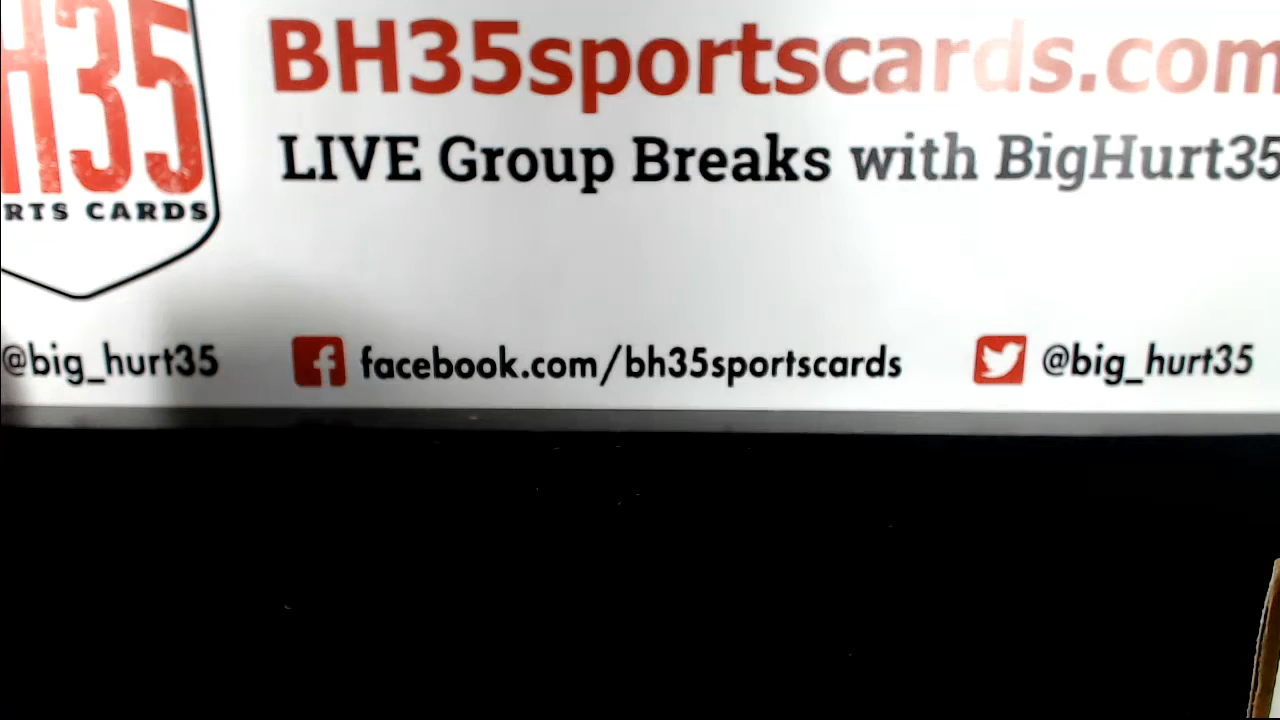 H35
RTS CARDS
BH35sportscards.com
LIVE Group Breaks with BigHurt35
@big_hurt35
facebook.com/bh35sportscards
@big_hurt35